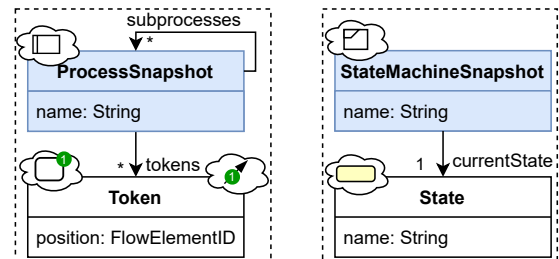 subprocesses
*
ProcessSnapshot
name: String
* tokens
1
1
Token
position: FlowElementID
StateMachineSnapshot
name: String
1 currentState
State
name: String